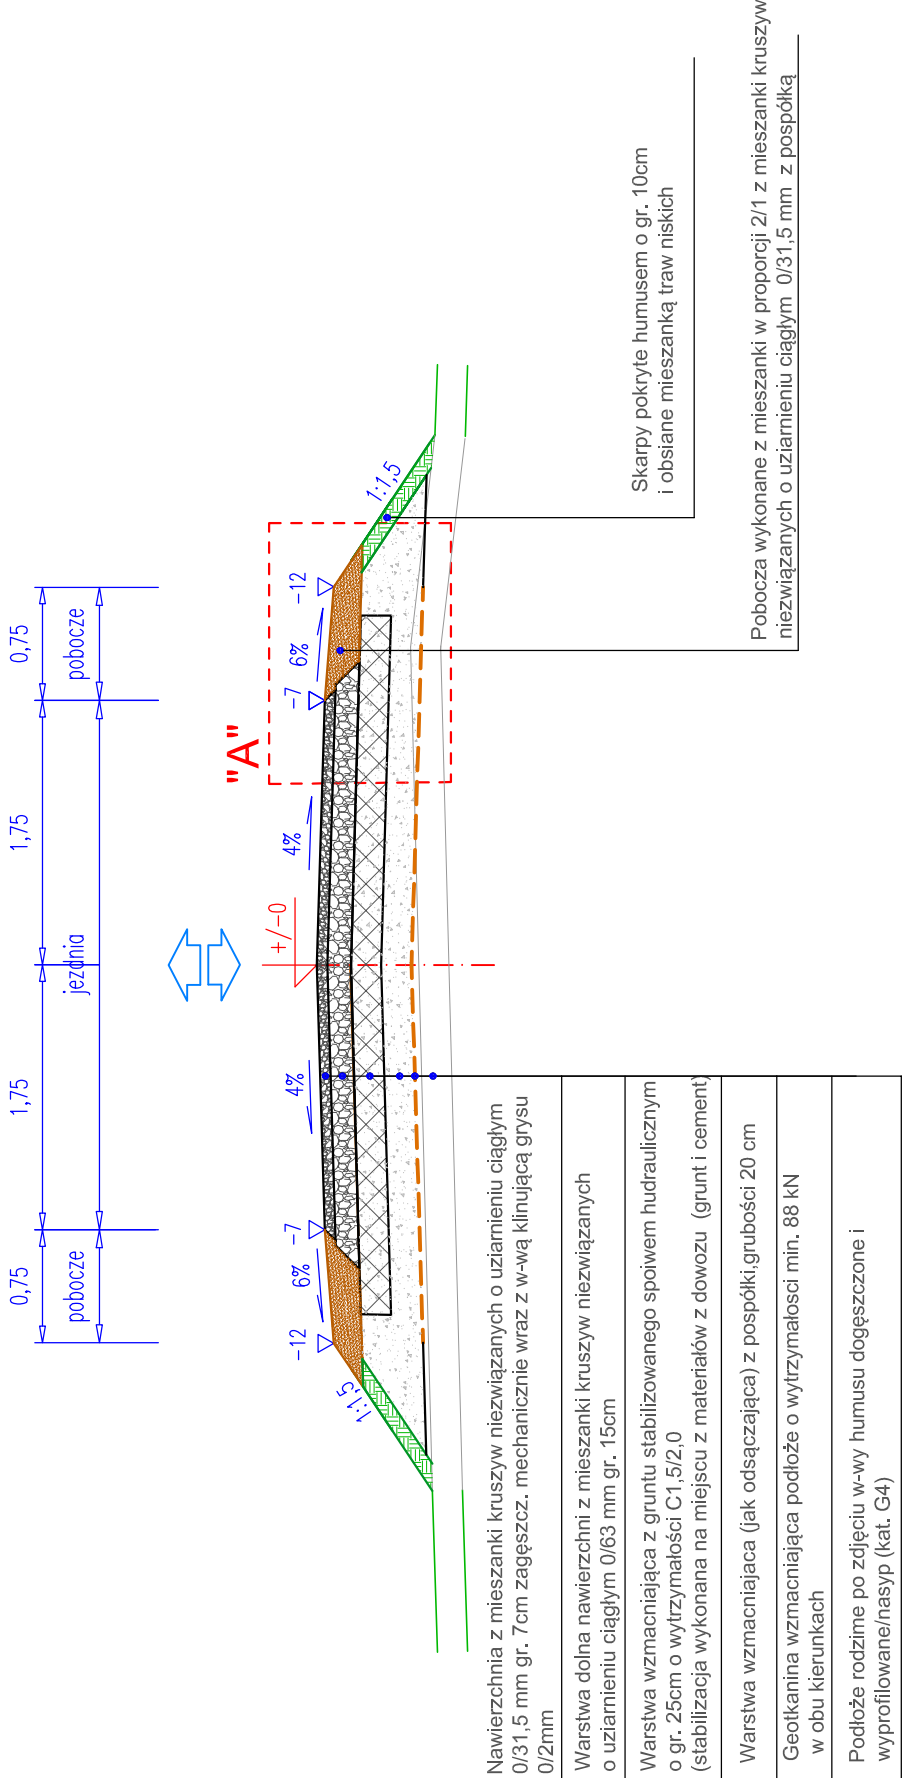 0,75
1,75
1,75
0,75
pobocze
jezdnia
pobocze
"A"
+/-0
-12
6%
-7
4%
4%
-7
6%
-12
1:1,5
1:1,5
Nawierzchnia z mieszanki kruszyw niezwiązanych o uziarnieniu ciągłym
0/31,5 mm gr. 7cm zagęszcz. mechanicznie wraz z w-wą klinującą grysu
0/2mm
Warstwa dolna nawierzchni z mieszanki kruszyw niezwiązanych
o uziarnieniu ciągłym 0/63 mm gr. 15cm
Warstwa wzmacniająca z gruntu stabilizowanego spoiwem hudraulicznym
o gr. 25cm o wytrzymałości C1,5/2,0
(stabilizacja wykonana na miejscu z materiałów z dowozu (grunt i cement)
Warstwa wzmacniajaca (jak odsączająca) z pospółki,grubości 20 cm
Geotkanina wzmacniająca podłoże o wytrzymałosci min. 88 kN
w obu kierunkach
Podłoże rodzime po zdjęciu w-wy humusu dogęszczone i
wyprofilowane/nasyp (kat. G4)
Skarpy pokryte humusem o gr. 10cm
i obsiane mieszanką traw niskich
Pobocza wykonane z mieszanki w proporcji 2/1 z mieszanki kruszyw
niezwiązanych o uziarnieniu ciągłym 0/31,5 mm z pospółką